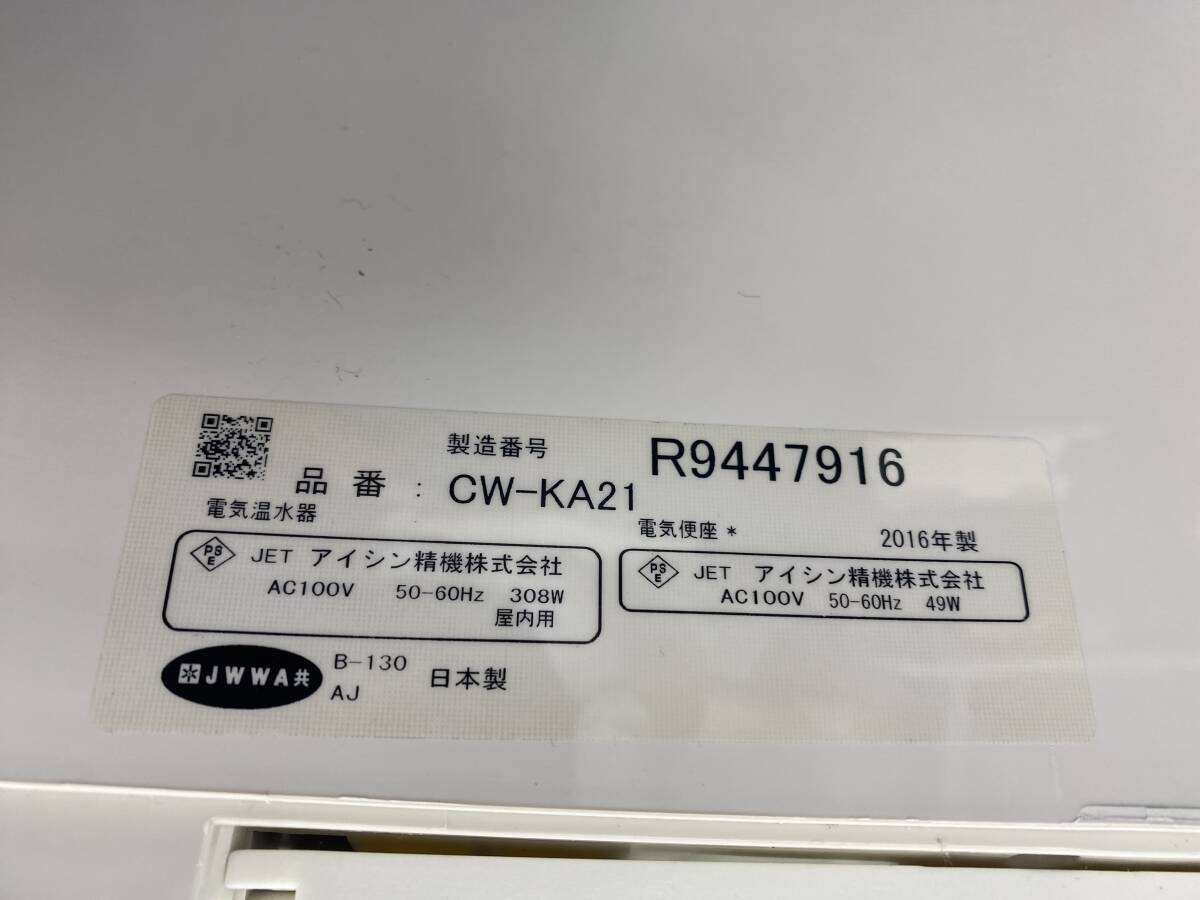 製造番号 R9447916
品番: CW-KA21
電気温水器
PSE JET アイシン精機株式会社
AC100V 50-60Hz 308W
屋内用
電気便座* 2016年製
PSE JET アイシン精機株式会社
AC100V 50-60Hz 49W
JWWA共 B-130
AJ 日本製